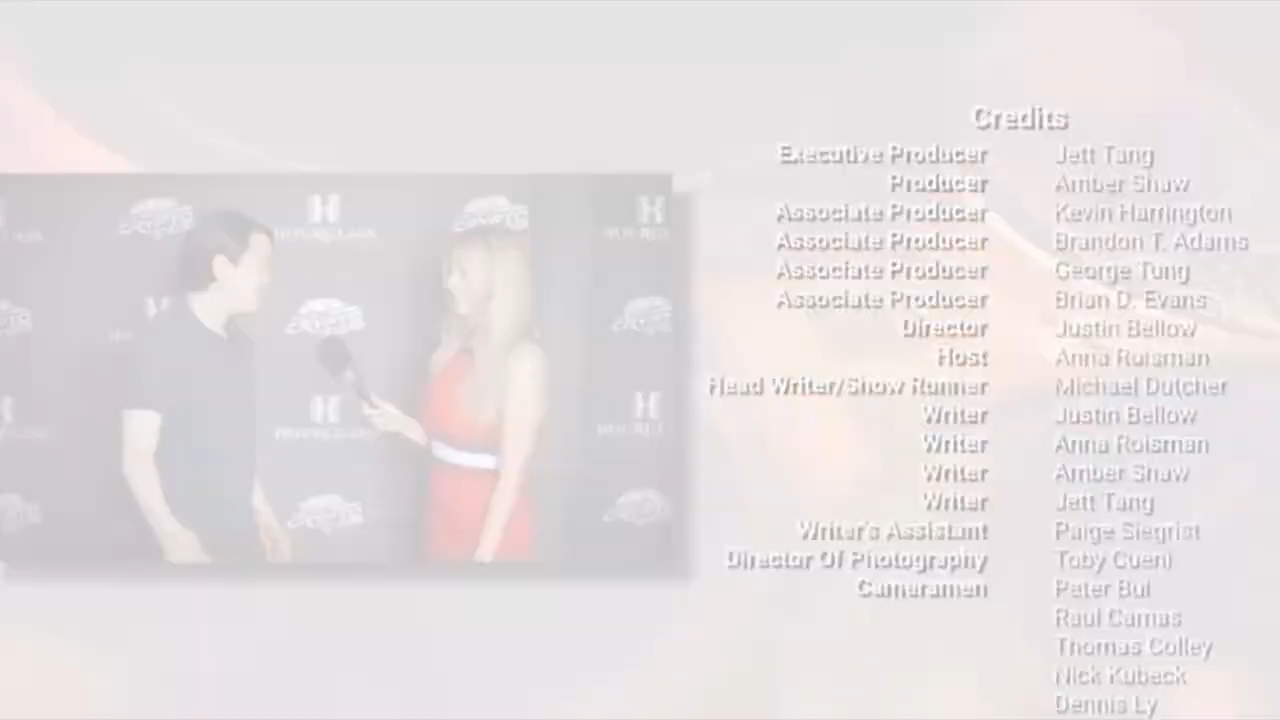 Credits
Executive Producer Jett Tang
Producer Amber Shaw
Associate Producer Kevin Harrington
Associate Producer Brandon T. Adams
Associate Producer George Tung
Associate Producer Brian D. Evans
Director Justin Bellow
Host Anna Roisman
Head Writer/Show Runner Michael Dutcher
Writer Justin Bellow
Writer Anna Roisman
Writer Amber Shaw
Writer Jett Tang
Writer's Assistant Paige Siegrist
Director Of Photography Toby Cueni
Cameramen Peter Bui
Raul Camas
Thomas Colley
Nick Kubeck
Dennis Ly